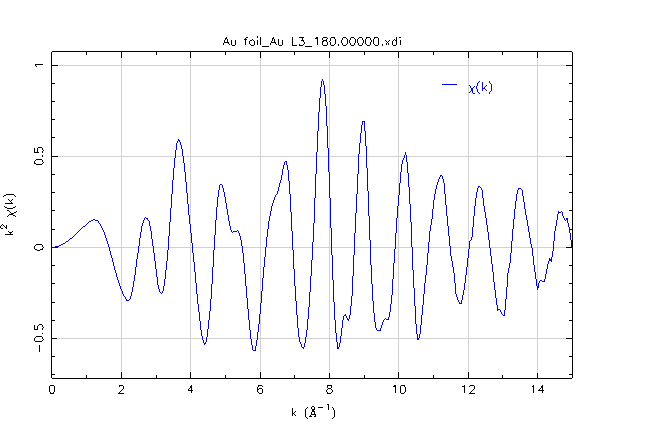 Au foil_Au L3_180.00000.xdi
χ(k)
1
0.5
0
−0.5
k² χ(k)
0 2 4 6 8 10 12 14
k (Å⁻¹)